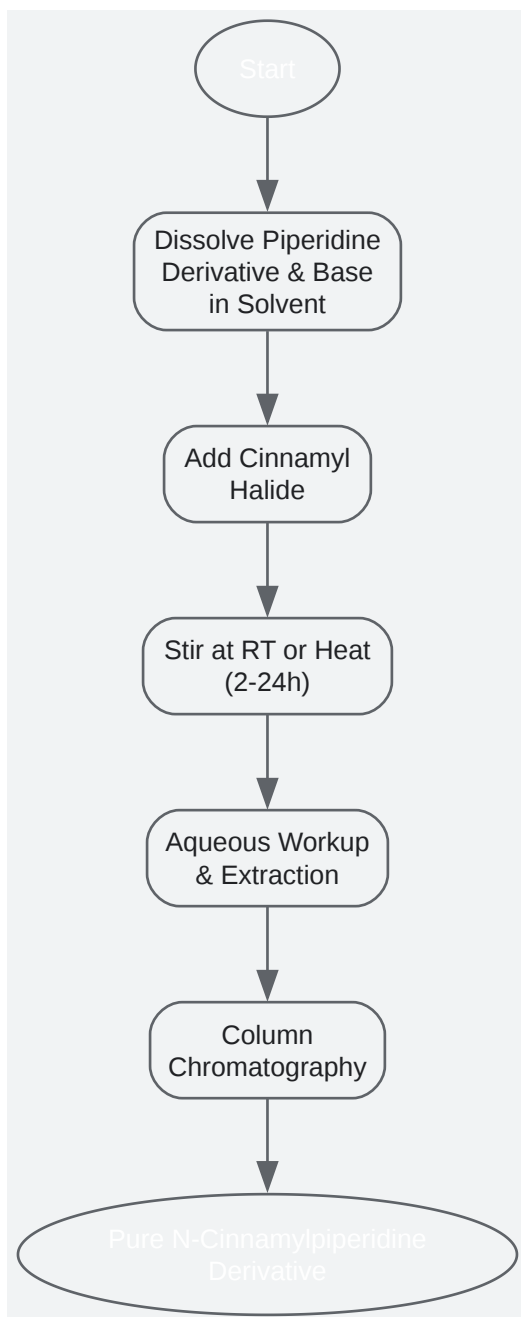 Start
Dissolve Piperidine
Derivative & Base
in Solvent
Add Cinnamyl
Halide
Stir at RT or Heat
(2-24h)
Aqueous Workup
& Extraction
Column
Chromatography
Pure N-Cinnamylpiperidine
Derivative